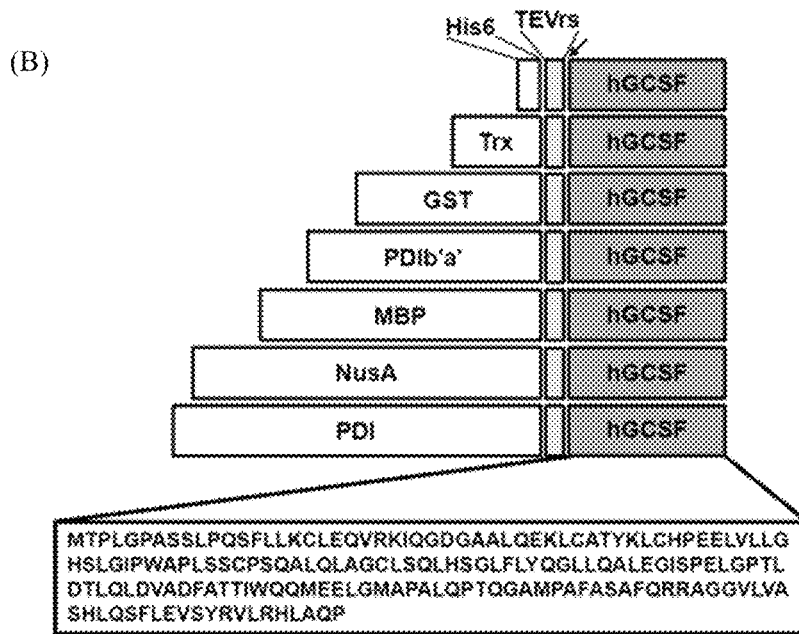 (B)
His6 TEVrs
hGCSF
Trx hGCSF
GST hGCSF
PDIb'a' hGCSF
MBP hGCSF
NusA hGCSF
PDI hGCSF
MTPLGPASSLPQSFLLKCLEQVRKIQGDGAALQEKLCATYKLCHPEELVLLG
HSLGIPWAPLSSCPSQALQLAGCLSQLHSGLFLYQGLLQALEGISPELGPTL
DTLQLDVADFATTIWQQMEELGMAPALQPTQGAMPAFASAFQRRAGGVLVA
SHLQSFLEVSYRVLRHLAQP